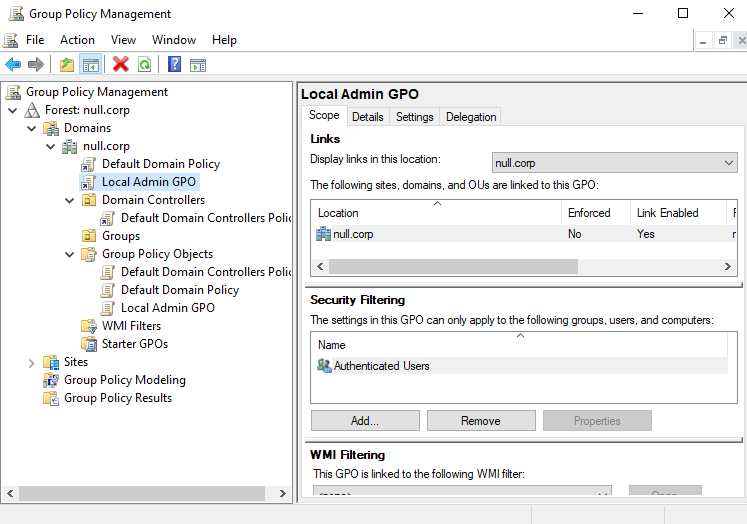 Group Policy Management
File Action View Window Help
Group Policy Management
Forest: null.corp
Domains
null.corp
Default Domain Policy
Local Admin GPO
Domain Controllers
Default Domain Controllers Polic
Groups
Group Policy Objects
Default Domain Controllers Polic
Default Domain Policy
Local Admin GPO
WMI Filters
Starter GPOs
Sites
Group Policy Modeling
Group Policy Results
Local Admin GPO
Scope Details Settings Delegation
Links
Display links in this location: null.corp
The following sites, domains, and OUs are linked to this GPO:
Location Enforced Link Enabled
null.corp No Yes
Security Filtering
The settings in this GPO can only apply to the following groups, users, and computers:
Name
Authenticated Users
Add... Remove Properties
WMI Filtering
This GPO is linked to the following WMI filter: